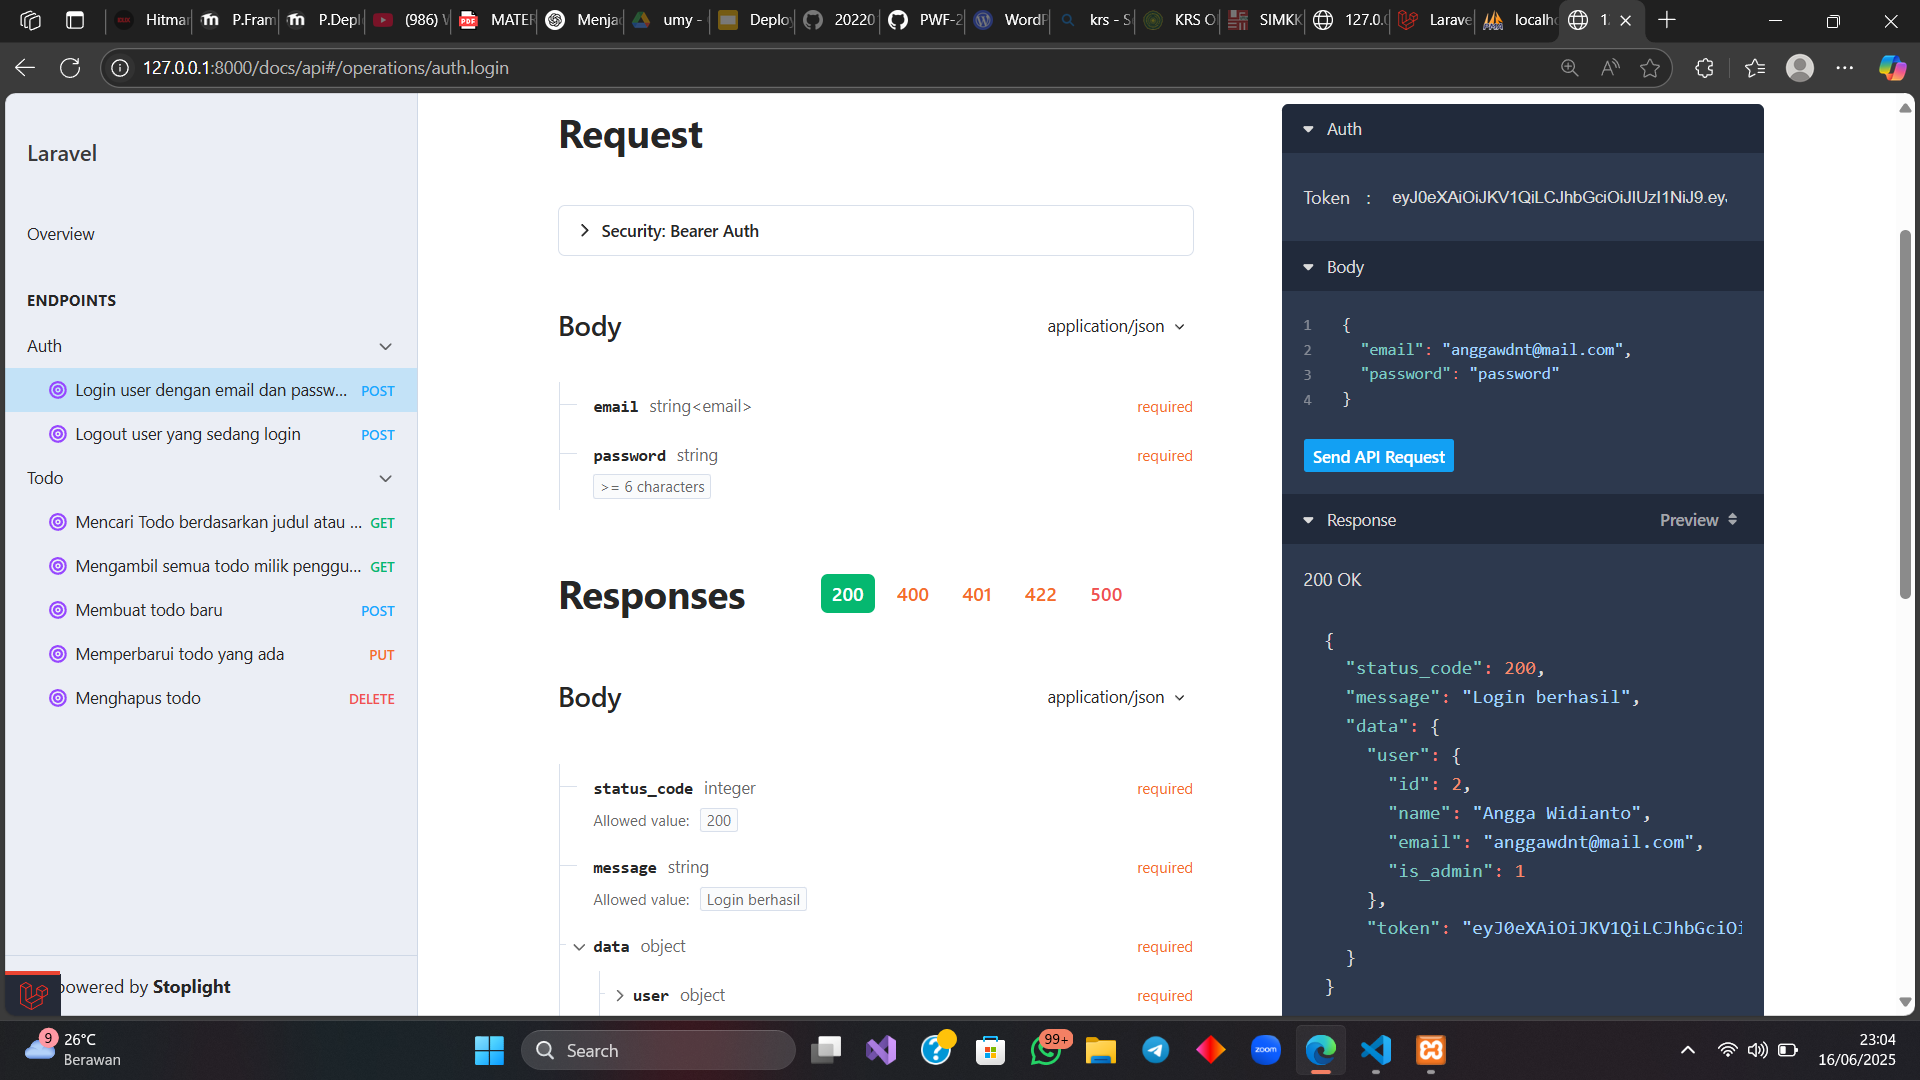 Hitmar
P.Fram
P.Depl
(986) V
MATER
Menja
umy -
Deplo
20220
PWF-2
WordP
krs - S
KRS O
SIMKK
127.0.0
Larave
localho
127.0.0.1:8000/docs/api#/operations/auth.login
Laravel
Overview
ENDPOINTS
Auth
Login user dengan email dan passw... POST
Logout user yang sedang login POST
Todo
Mencari Todo berdasarkan judul atau ... GET
Mengambil semua todo milik penggu... GET
Membuat todo baru POST
Memperbarui todo yang ada PUT
Menghapus todo DELETE
powered by Stoplight
Request
Security: Bearer Auth
Body application/json
email string<email> required
password string required
>= 6 characters
Responses 200 400 401 422 500
Body application/json
status_code integer required
Allowed value: 200
message string required
Allowed value: Login berhasil
data object required
user object required
Auth
Token : eyJ0eXAiOiJKV1QiLCJhbGciOiJIUzI1NiJ9.eyJ
Body
1 {
2 "email": "anggawdnt@mail.com",
3 "password": "password"
4 }
Send API Request
Response Preview
200 OK
{
"status_code": 200,
"message": "Login berhasil",
"data": {
"user": {
"id": 2,
"name": "Angga Widianto",
"email": "anggawdnt@mail.com",
"is_admin": 1
},
"token": "eyJ0eXAiOiJKV1QiLCJhbGciOi
}
}
9
26°C
Berawan
Search
99+
zoom
23:04
16/06/2025